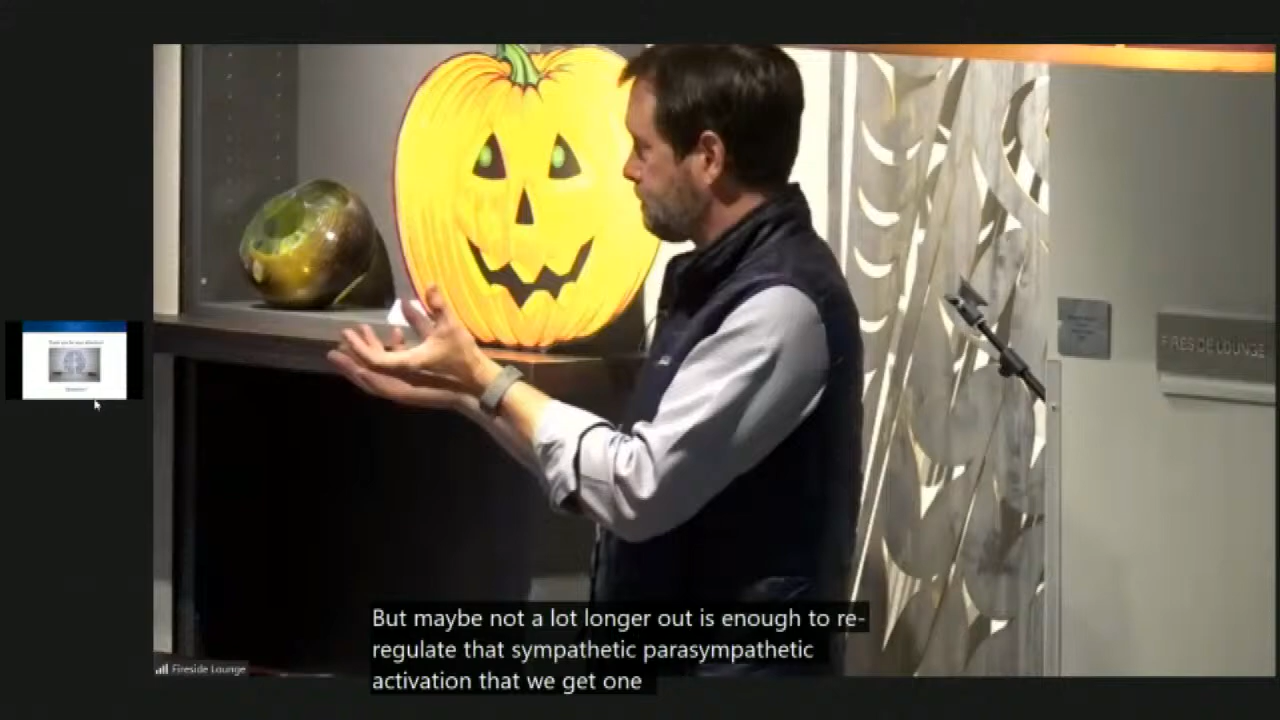 FIRESIDE LOUNGE
Fireside Lounge
But maybe not a lot longer out is enough to re-
regulate that sympathetic parasympathetic
activation that we get one